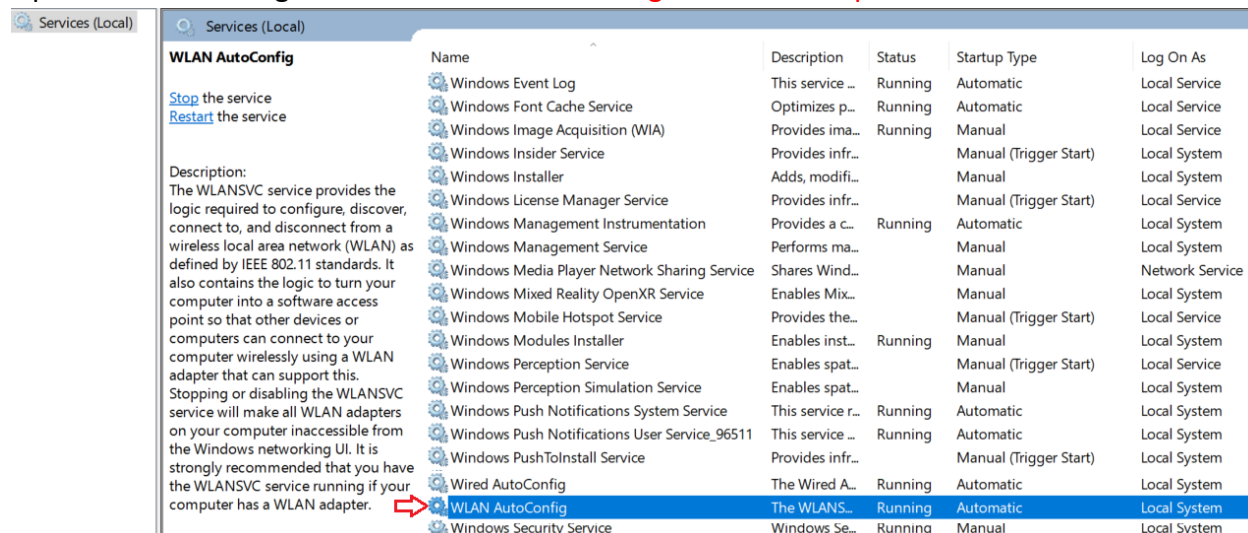 Services (Local)
Services (Local)
WLAN AutoConfig
Stop the service
Restart the service
Description:
The WLANSVC service provides the
logic required to configure, discover,
connect to, and disconnect from a
wireless local area network (WLAN) as
defined by IEEE 802.11 standards. It
also contains the logic to turn your
computer into a software access
point so that other devices or
computers can connect to your
computer wirelessly using a WLAN
adapter that can support this.
Stopping or disabling the WLANSVC
service will make all WLAN adapters
on your computer inaccessible from
the Windows networking UI. It is
strongly recommended that you have
the WLANSVC service running if your
computer has a WLAN adapter.
Name Description Status Startup Type Log On As
Windows Event Log This service ... Running Automatic Local Service
Windows Font Cache Service Optimizes p... Running Automatic Local Service
Windows Image Acquisition (WIA) Provides ima... Running Manual Local Service
Windows Insider Service Provides infr... Manual (Trigger Start) Local System
Windows Installer Adds, modifi... Manual Local System
Windows License Manager Service Provides infr... Manual (Trigger Start) Local Service
Windows Management Instrumentation Provides a c... Running Automatic Local System
Windows Management Service Performs ma... Manual Local System
Windows Media Player Network Sharing Service Shares Wind... Manual Network Service
Windows Mixed Reality OpenXR Service Enables Mix... Manual Local System
Windows Mobile Hotspot Service Provides the... Manual (Trigger Start) Local Service
Windows Modules Installer Enables inst... Running Manual Local System
Windows Perception Service Enables spat... Manual (Trigger Start) Local Service
Windows Perception Simulation Service Enables spat... Manual Local System
Windows Push Notifications System Service This service r... Running Automatic Local System
Windows Push Notifications User Service_96511 This service ... Running Automatic Local System
Windows PushToInstall Service Provides infr... Manual (Trigger Start) Local System
Wired AutoConfig The Wired A... Running Automatic Local System
WLAN AutoConfig The WLANS... Running Automatic Local System
Windows Security Service Windows Se... Running Manual Local System